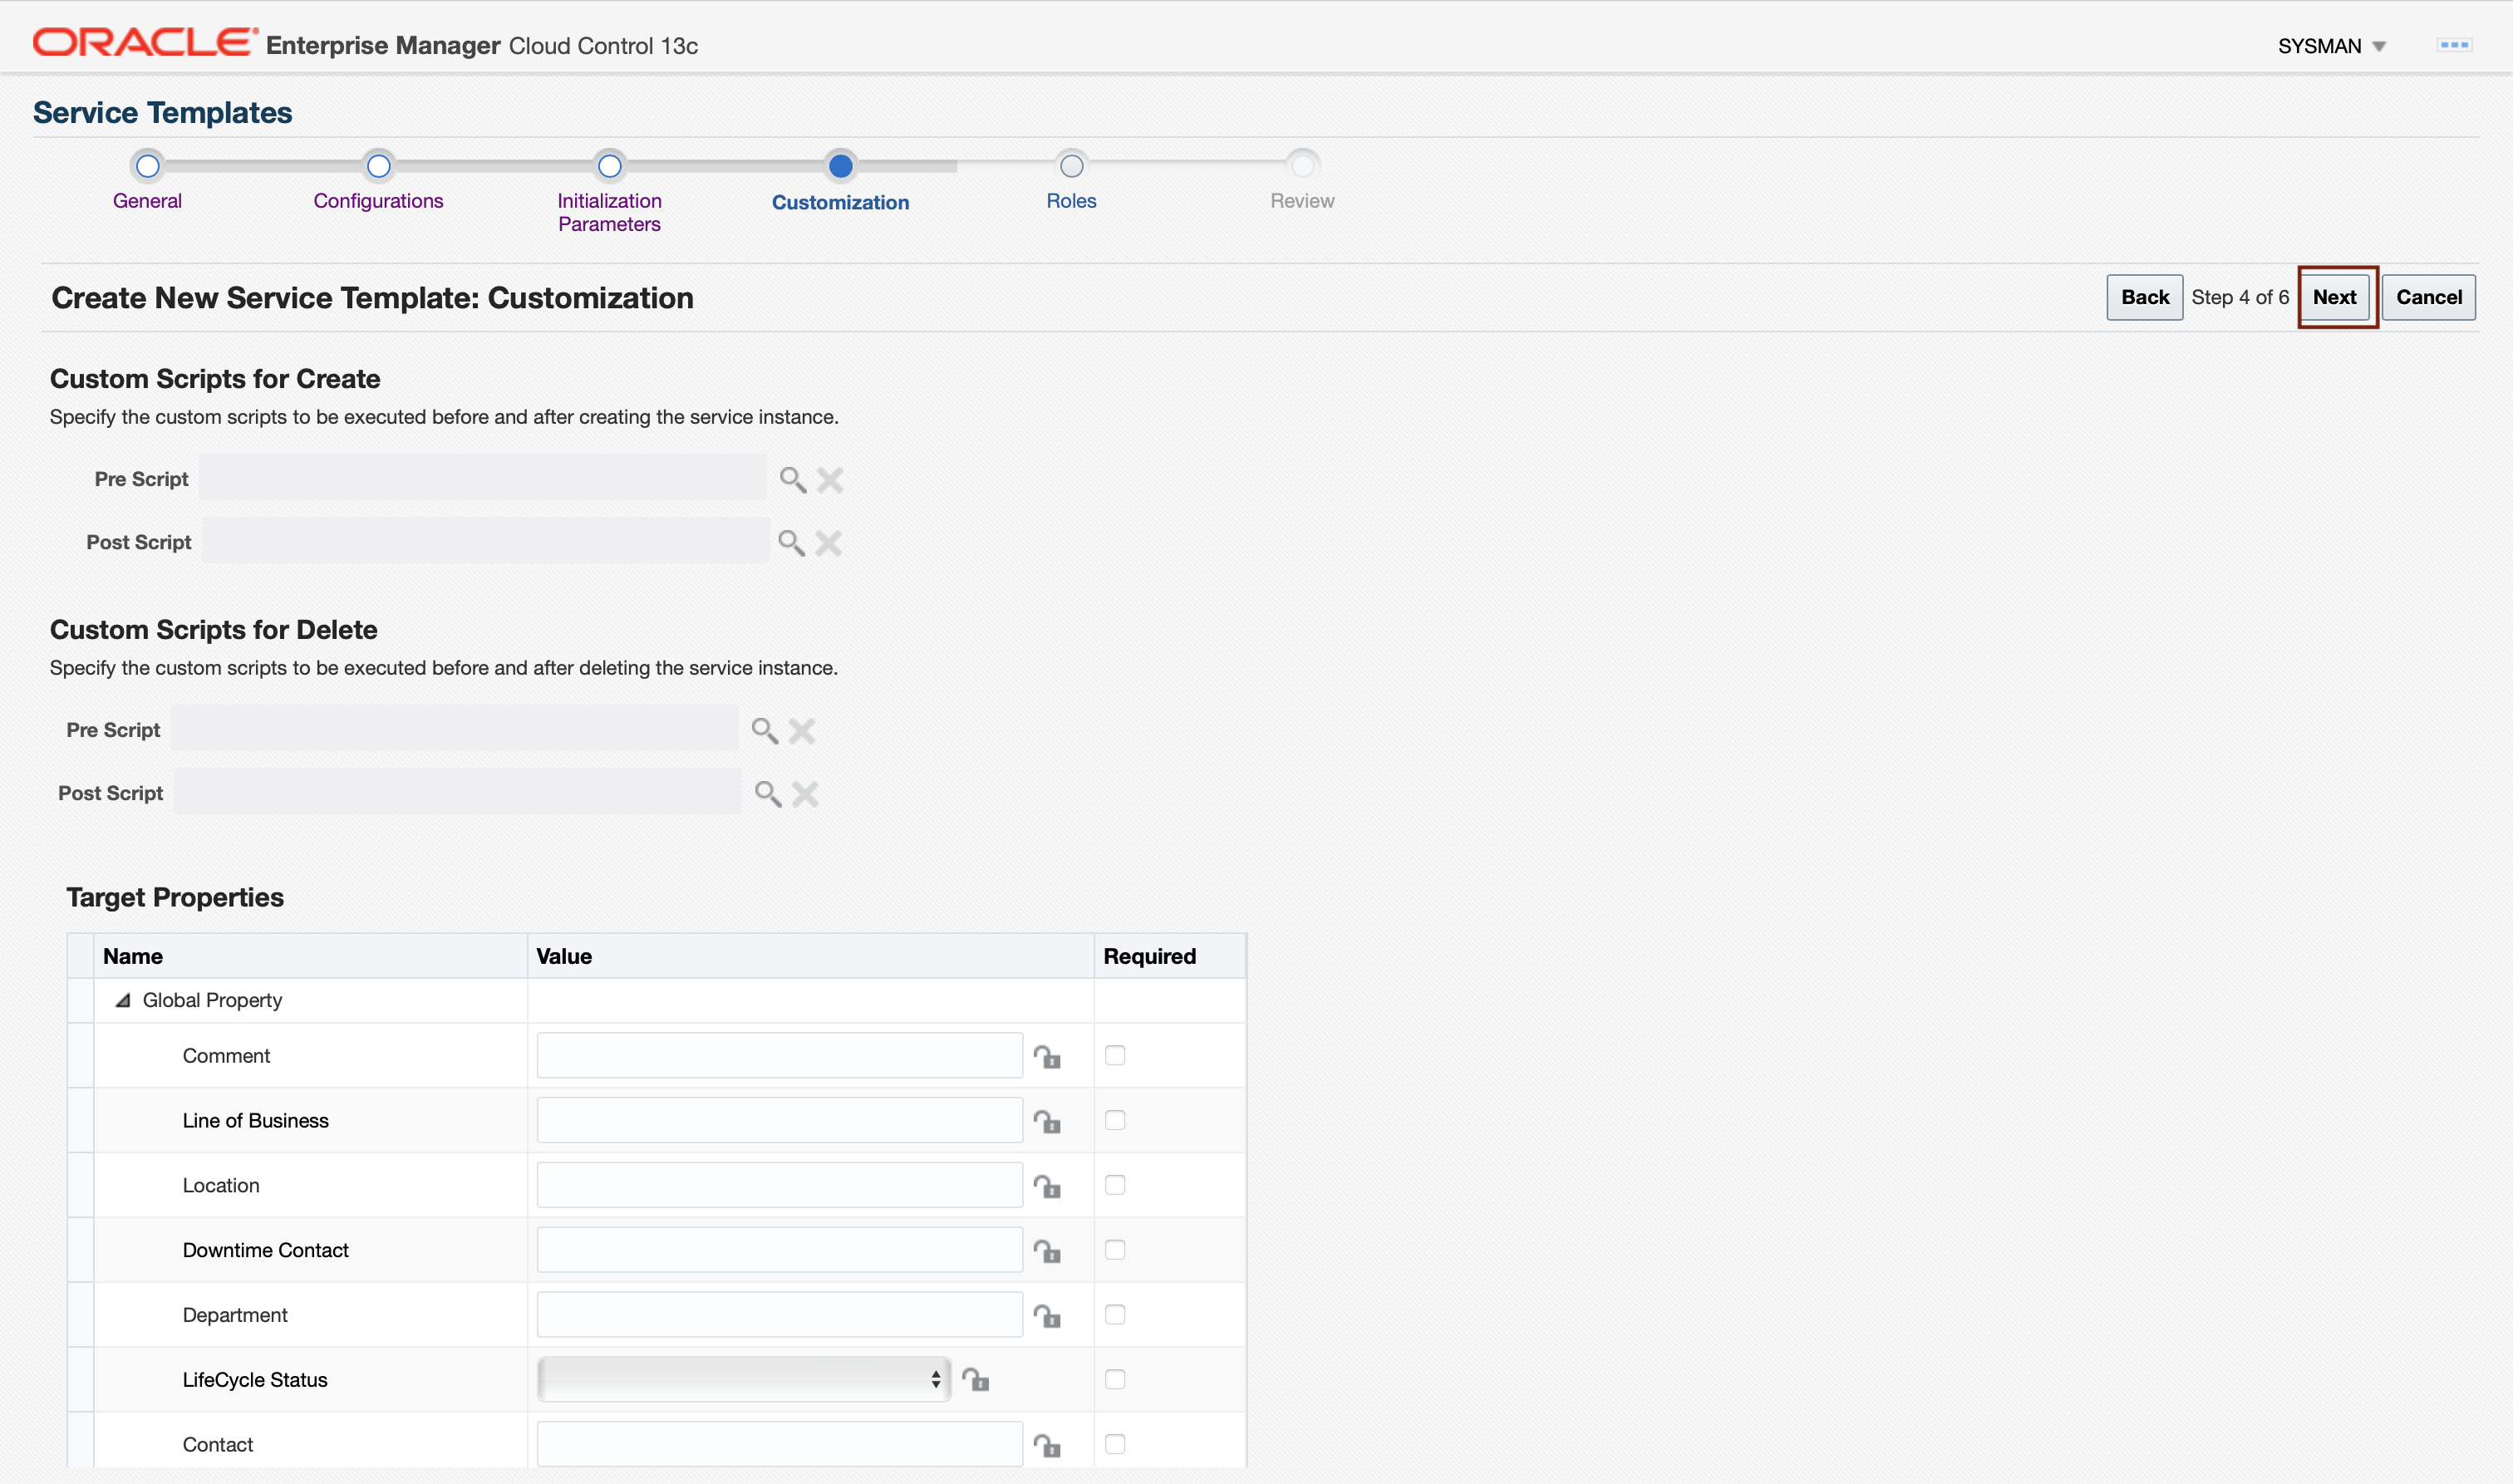 ORACLE Enterprise Manager Cloud Control 13c
SYSMAN
Service Templates
General
Configurations
Initialization
Parameters
Customization
Roles
Review
Create New Service Template: Customization
Back Step 4 of 6 Next Cancel
Custom Scripts for Create
Specify the custom scripts to be executed before and after creating the service instance.
Pre Script
Post Script
Custom Scripts for Delete
Specify the custom scripts to be executed before and after deleting the service instance.
Pre Script
Post Script
Target Properties
Name Value Required
Global Property
Comment
Line of Business
Location
Downtime Contact
Department
LifeCycle Status
Contact